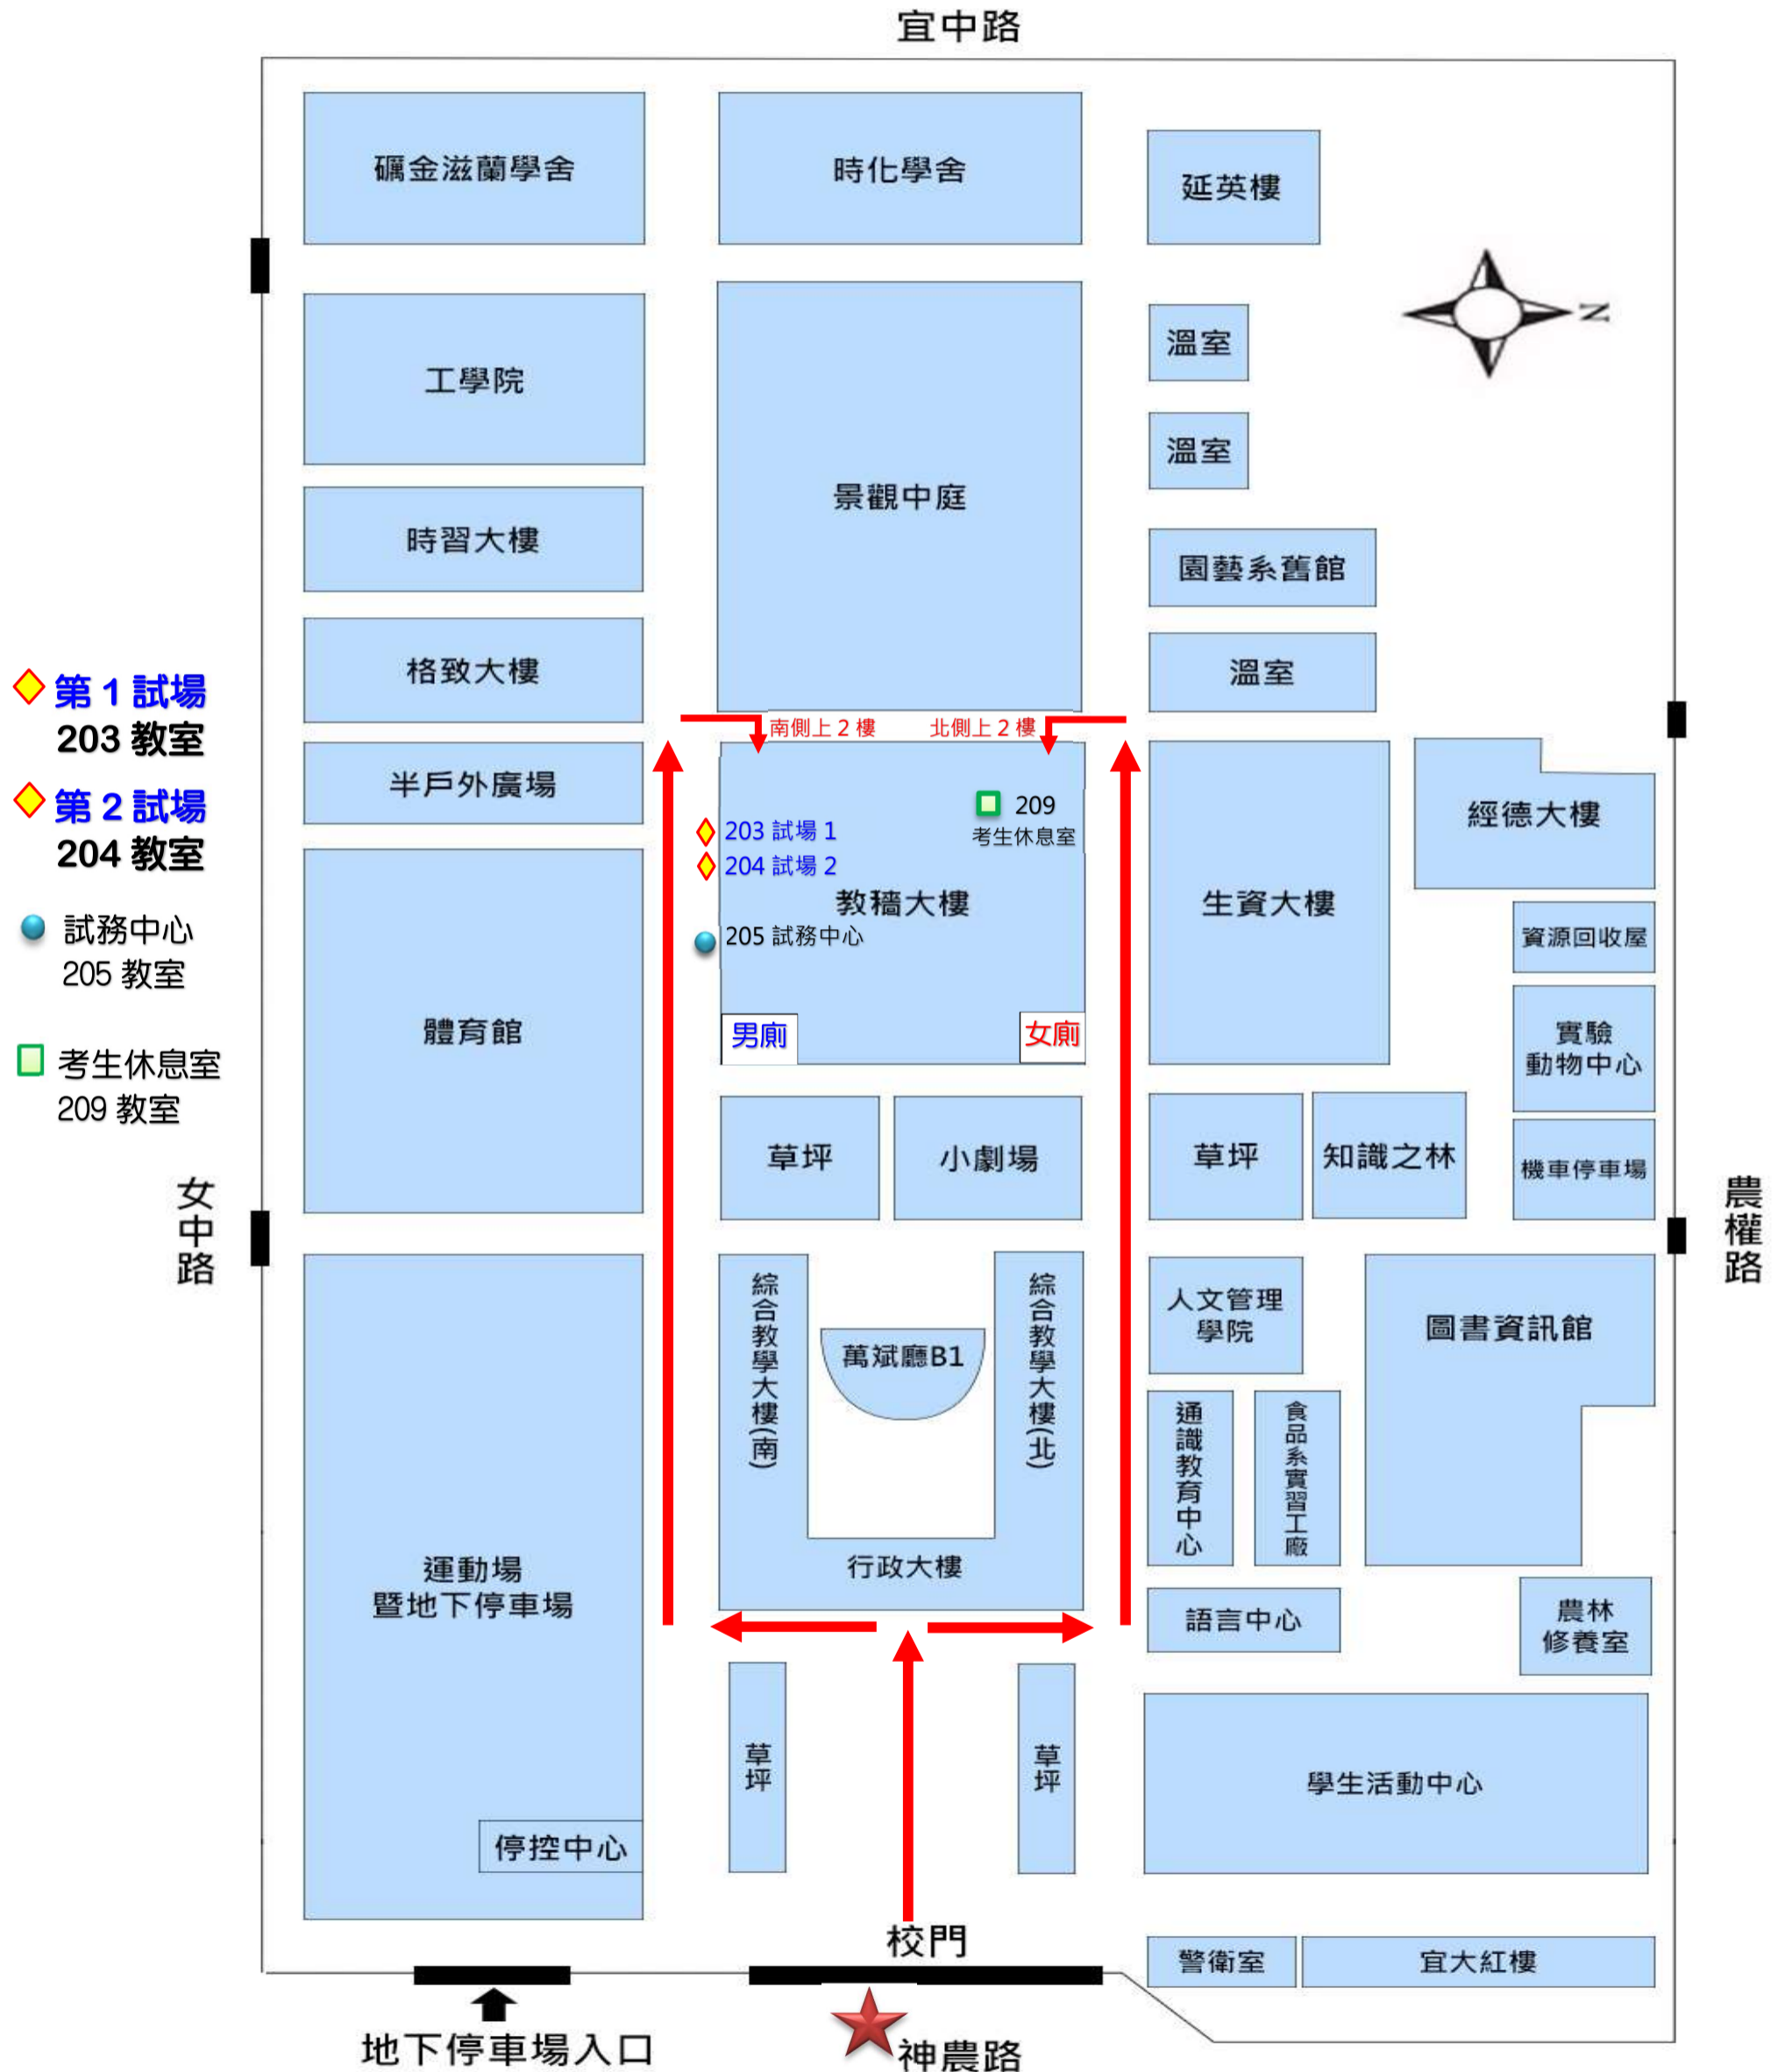 宜中路
礪金滋蘭學舍
時化學舍
延英樓
N
工學院
景觀中庭
溫室
溫室
時習大樓
園藝系舊館
格致大樓
溫室
第 1 試場
203 教室
第 2 試場
204 教室
試務中心
205 教室
考生休息室
209 教室
南側上 2 樓
北側上 2 樓
半戶外廣場
203 試場 1
204 試場 2
209
考生休息室
教穡大樓
205 試務中心
男廁
女廁
生資大樓
經德大樓
資源回收屋
實驗
動物中心
機車停車場
體育館
草坪
小劇場
草坪
知識之林
女中路
農權路
綜合教學大樓(南)
萬斌廳B1
綜合教學大樓(北)
行政大樓
人文管理
學院
圖書資訊館
通識教育中心
食品系實習工廠
運動場
暨地下停車場
語言中心
農林
修養室
草坪
草坪
學生活動中心
停控中心
校門
警衛室
宜大紅樓
地下停車場入口
神農路